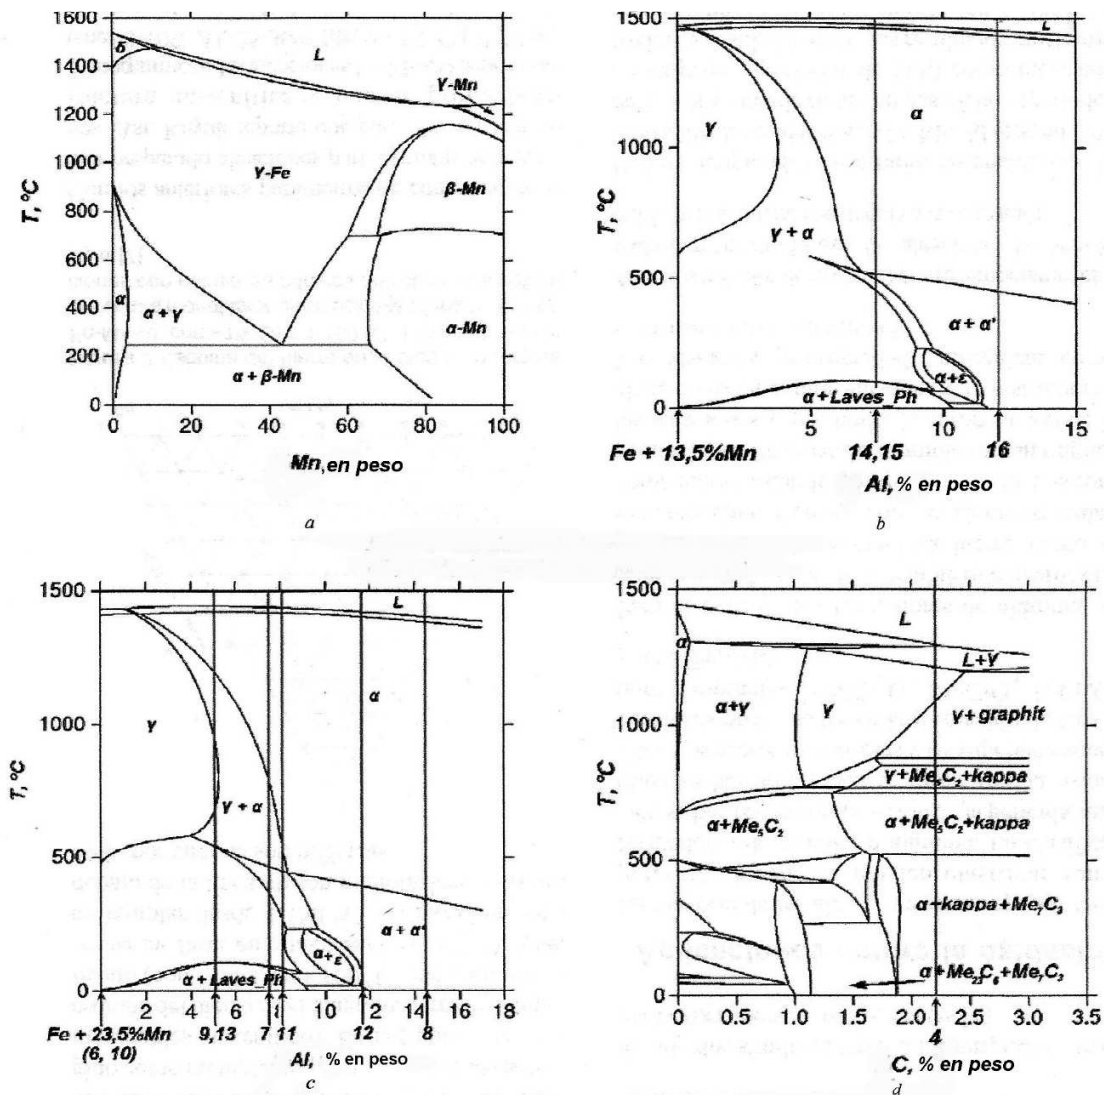 T, °C
1600
1400
1200
1000
800
600
400
200
0
δ
L
γ-Mn
γ-Fe
β-Mn
α
α + γ
α-Mn
α + β-Mn
0 20 40 60 80 100
Mn, en peso
a
T, °C
1500
1000
500
0
L
γ
α
γ + α
α + α'
α+ε
α+Laves_Ph
5 10 15
Fe + 13,5%Mn 14,15 16
Al, % en peso
b
T, °C
1500
1000
500
0
L
γ
α
γ + α
α + α'
α+ε
α + Laves_Ph
2 4 6 8 10 12 14 16 18
Fe + 23,5%Mn 9,13 7 11 12 8
(6, 10)
Al, % en peso
c
T, °C
1500
1000
500
0
L
α
L+γ
α+γ
γ
γ+graphit
γ+Me5C2+kappa
α+Me5C2
α+Me5C2+kappa
α+kappa+Me7C3
α+Me23C6+Me7C3
0.0 0.5 1.0 1.5 2.0 2.5 3.0 3.5
4
C, % en peso
d